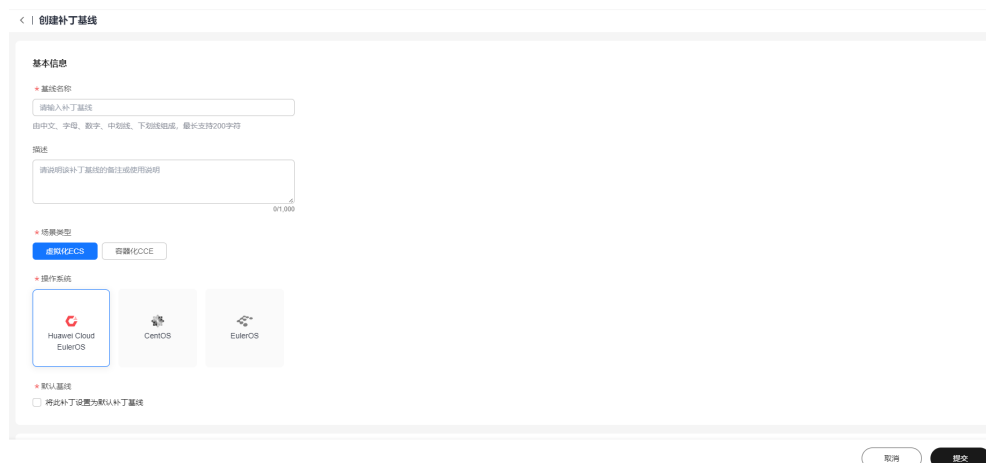 创建补丁基线
基本信息
* 基线名称
请输入补丁基线
由中文、字母、数字、中划线、下划线组成。最长支持200字符
描述
请说明该补丁基线的备注或使用说明
0/1,000
* 场景类型
虚拟化ECS 容器化CCE
* 操作系统
Huawei Cloud EulerOS
CentOS
EulerOS
* 默认基线
将此补丁设置为默认补丁基线
取消 提交